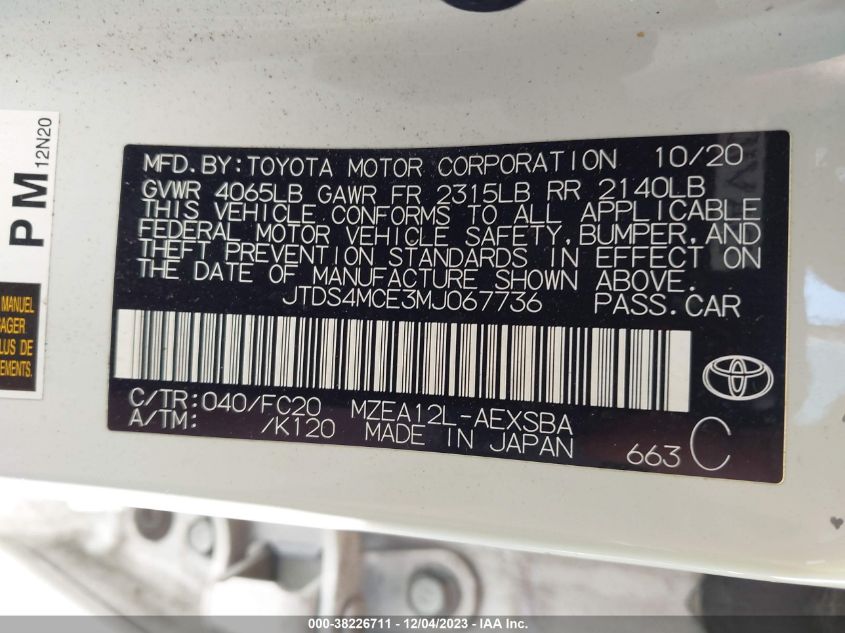 PM
12N20
MANUEL
LUS DE
MFD. BY: TOYOTA MOTOR CORPORATION 10/20
GVWR 4065LB GAWR FR 2315LB RR 2140LB
THIS VEHICLE CONFORMS TO ALL APPLICABLE
FEDERAL MOTOR VEHICLE SAFETY, BUMPER, AND
THEFT PREVENTION STANDARDS IN EFFECT ON
THE DATE OF MANUFACTURE SHOWN ABOVE.
JTDS4MCE3MJ067736 PASS.CAR
C/TR: 040/FC20 MZEA12L-AEXSBA
A/TM: /K120 MADE IN JAPAN
663 C
000-38226711 - 12/04/2023 - IAA Inc.